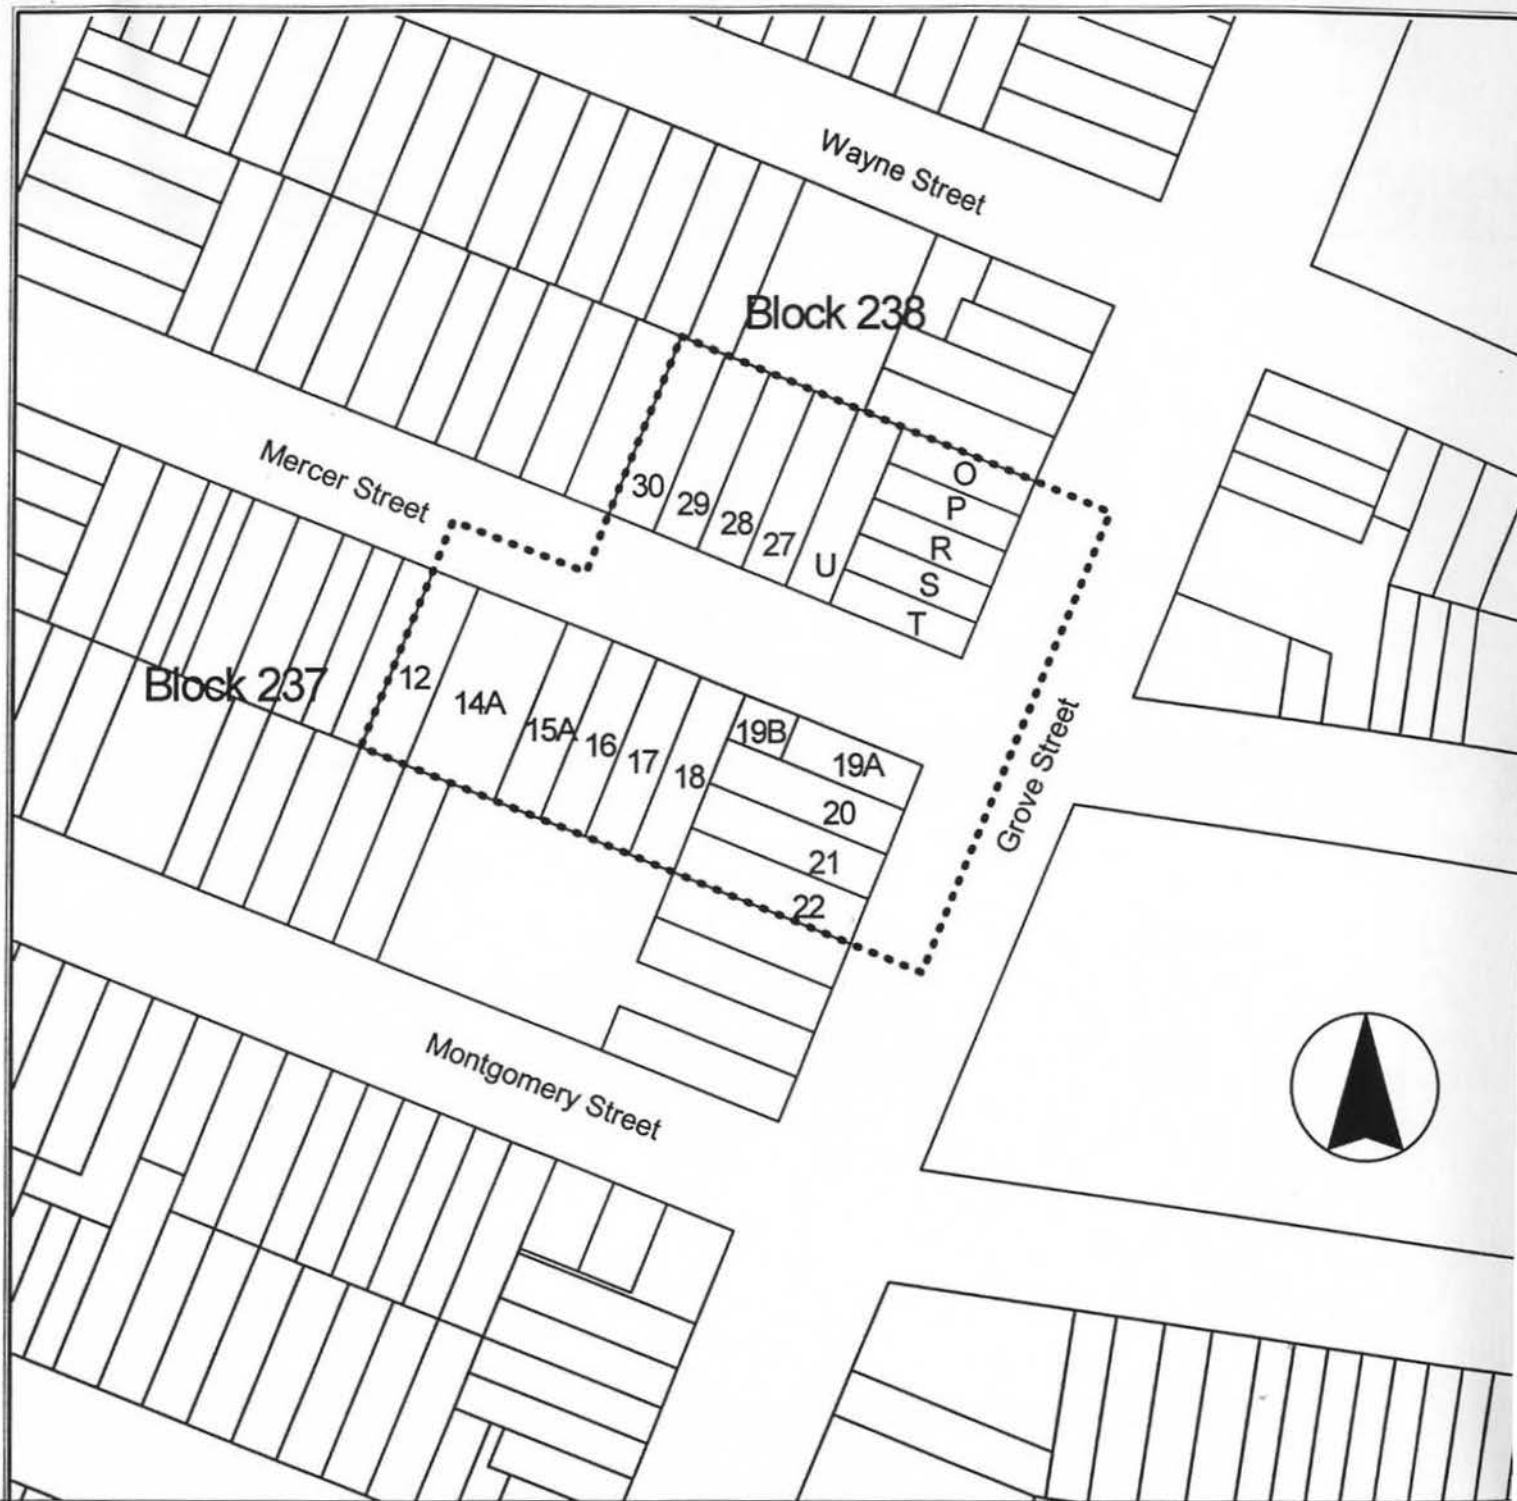 Wayne Street
Block 238
Mercer Street
30
29
28
27
U
O
P
R
S
T
Block 237
12
14A
15A
16
17
18
19B
19A
20
21
22
Grove Street
Montgomery Street